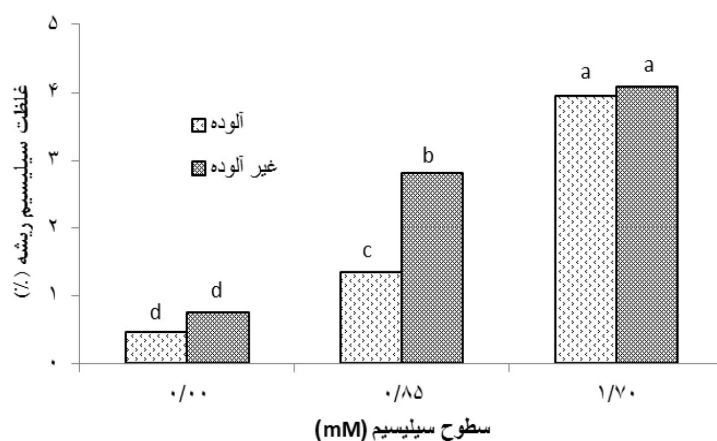 ۵
۴
۳
۲
۱
۰
غلظت سیلیسیم ریشه (٪)
آلوده
غیر آلوده
d
d
c
b
a
a
۰/۰۰
۰/۸۵
۱/۷۰
سطوح سیلیسیم (mM)